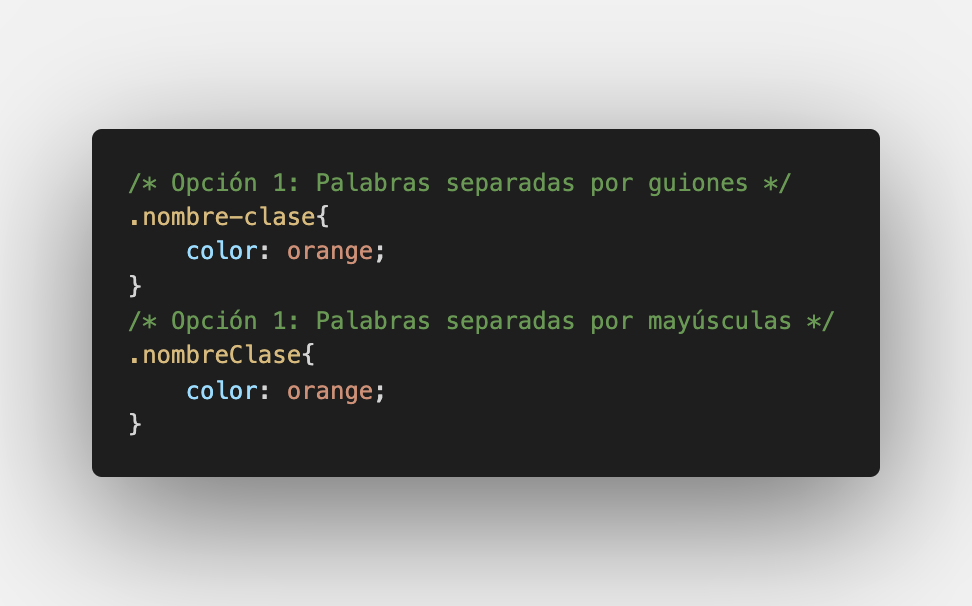 /* Opción 1: Palabras separadas por guiones */
.nombre-clase{
    color: orange;
}
/* Opción 1: Palabras separadas por mayúsculas */
.nombreClase{
    color: orange;
}